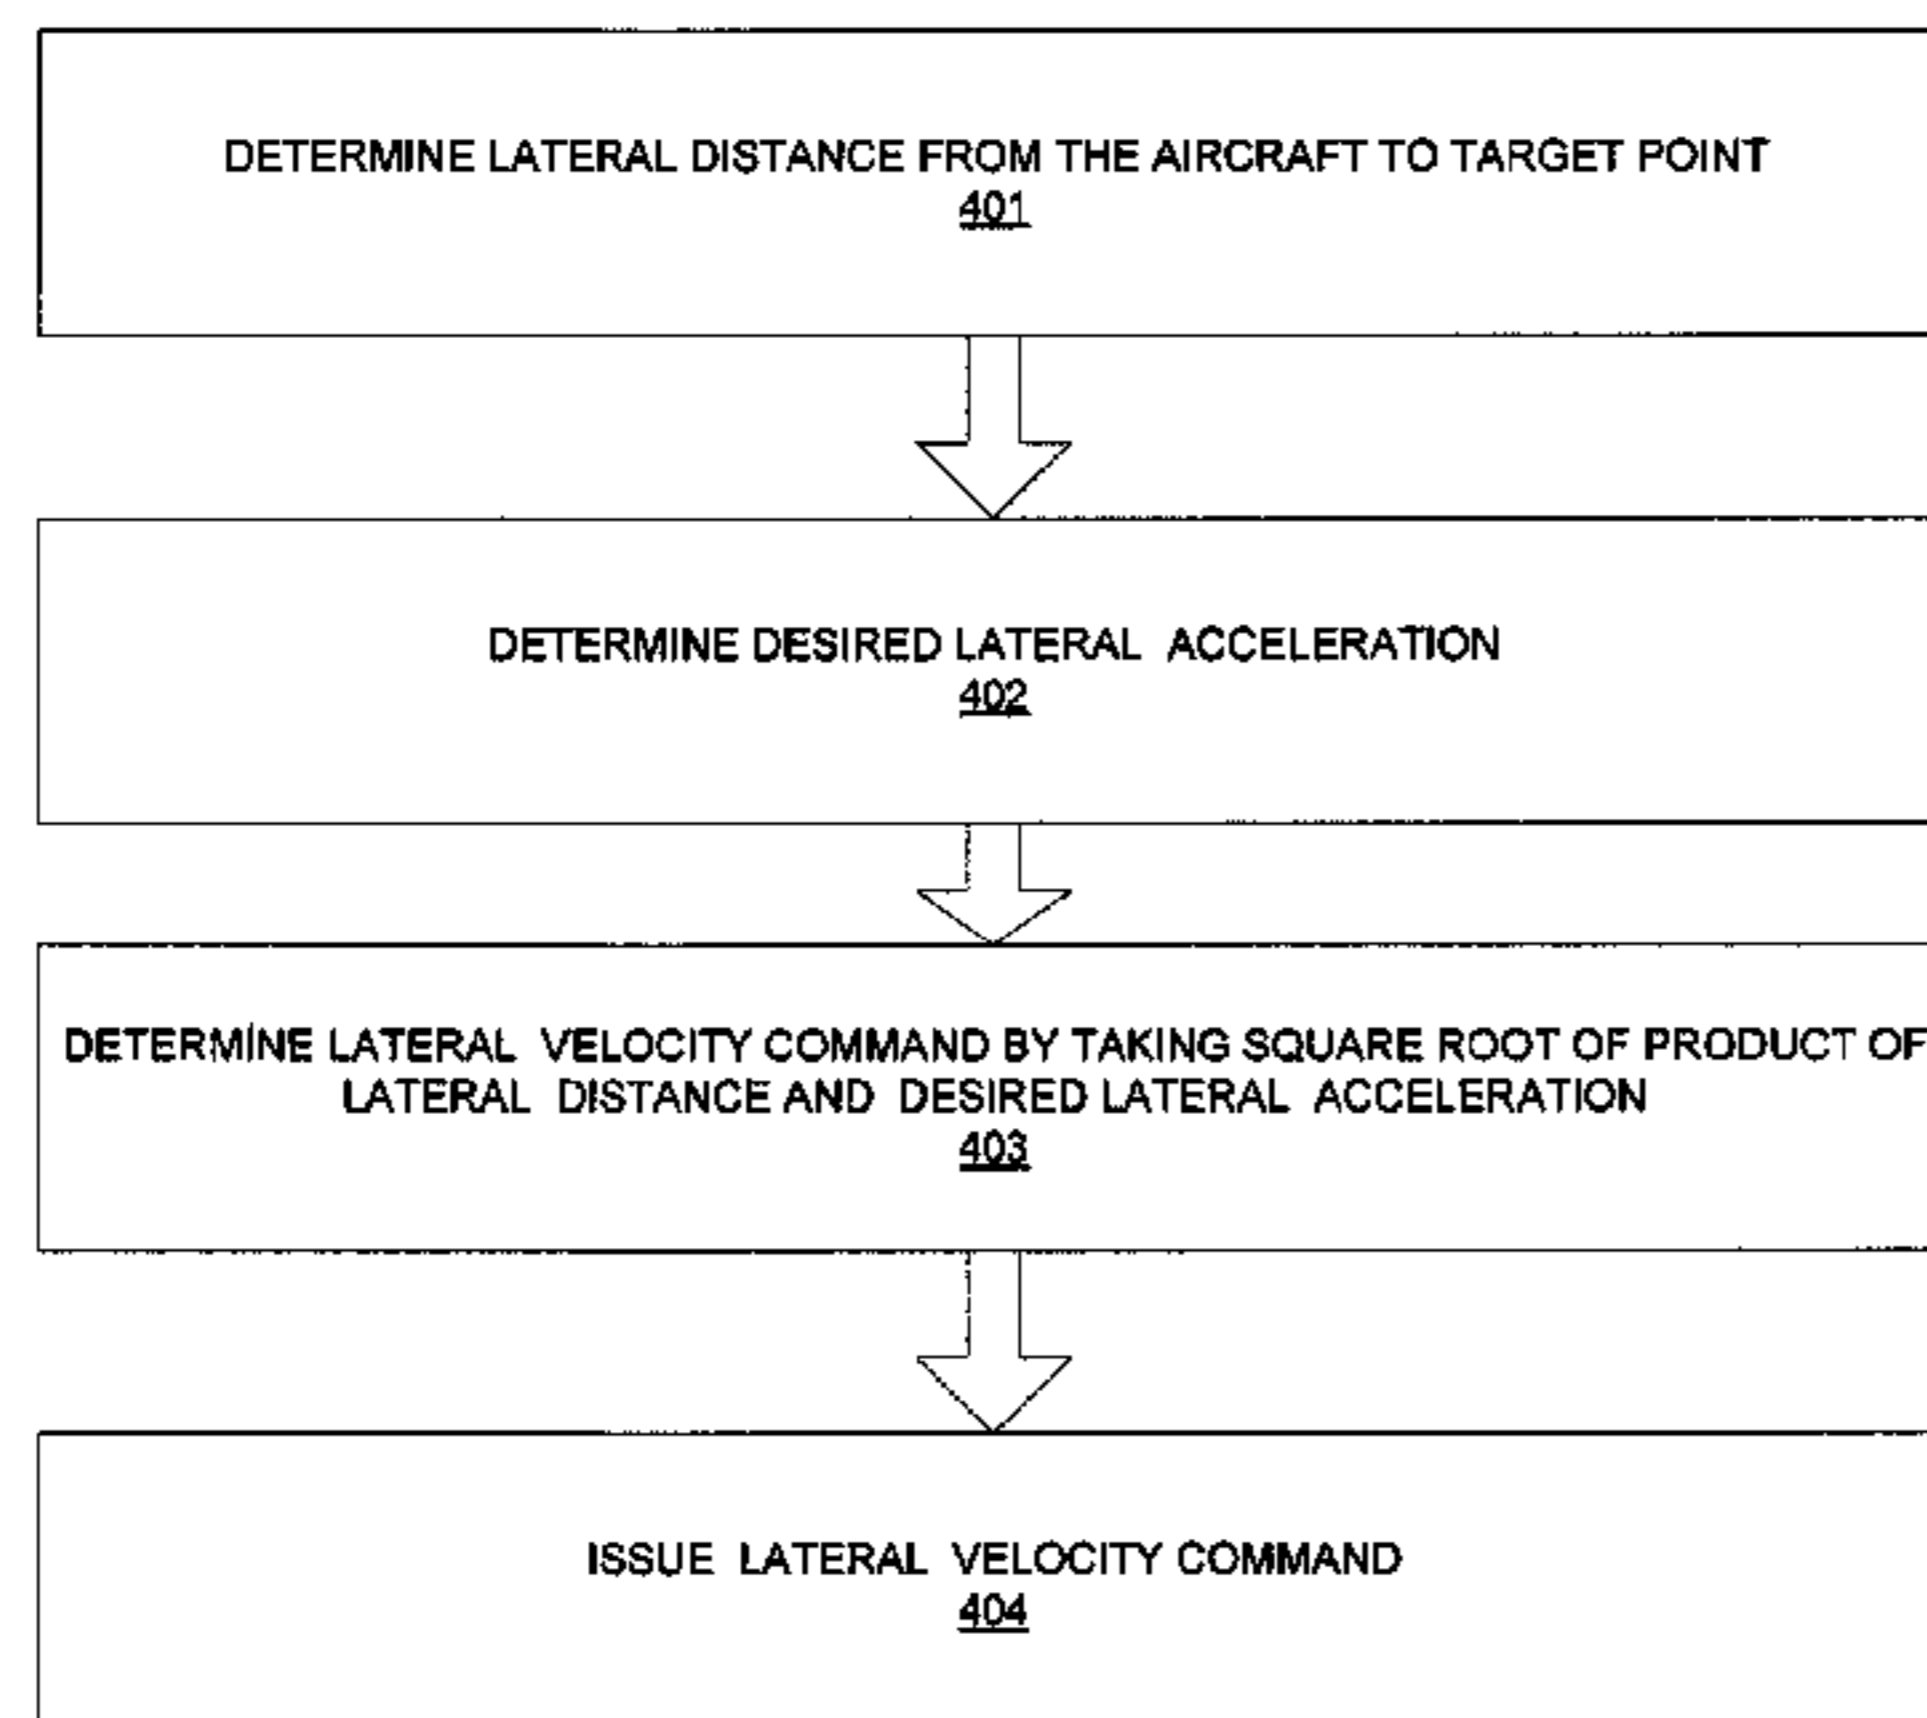 DETERMINE LATERAL DISTANCE FROM THE AIRCRAFT TO TARGET POINT
401
DETERMINE DESIRED LATERAL ACCELERATION
402
DETERMINE LATERAL VELOCITY COMMAND BY TAKING SQUARE ROOT OF PRODUCT OF
LATERAL DISTANCE AND DESIRED LATERAL ACCELERATION
403
ISSUE LATERAL VELOCITY COMMAND
404